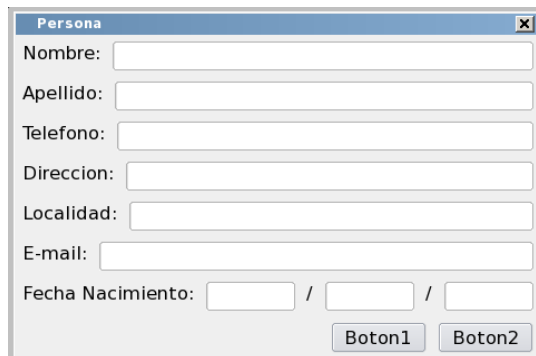 Persona
Nombre:
Apellido:
Telefono:
Direccion:
Localidad:
E-mail:
Fecha Nacimiento: / /
Boton1 Boton2